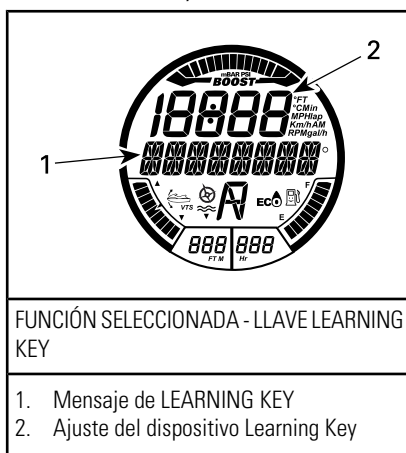 2
mBAR PSI
BOOST
18888
°FT
°CMin
MPHlap
Km/hAM
RPMgal/h
1
°
VTS
A
ECO
F
E
888 888
FT M Hr
FUNCIÓN SELECCIONADA - LLAVE LEARNING
KEY
1. Mensaje de LEARNING KEY
2. Ajuste del dispositivo Learning Key